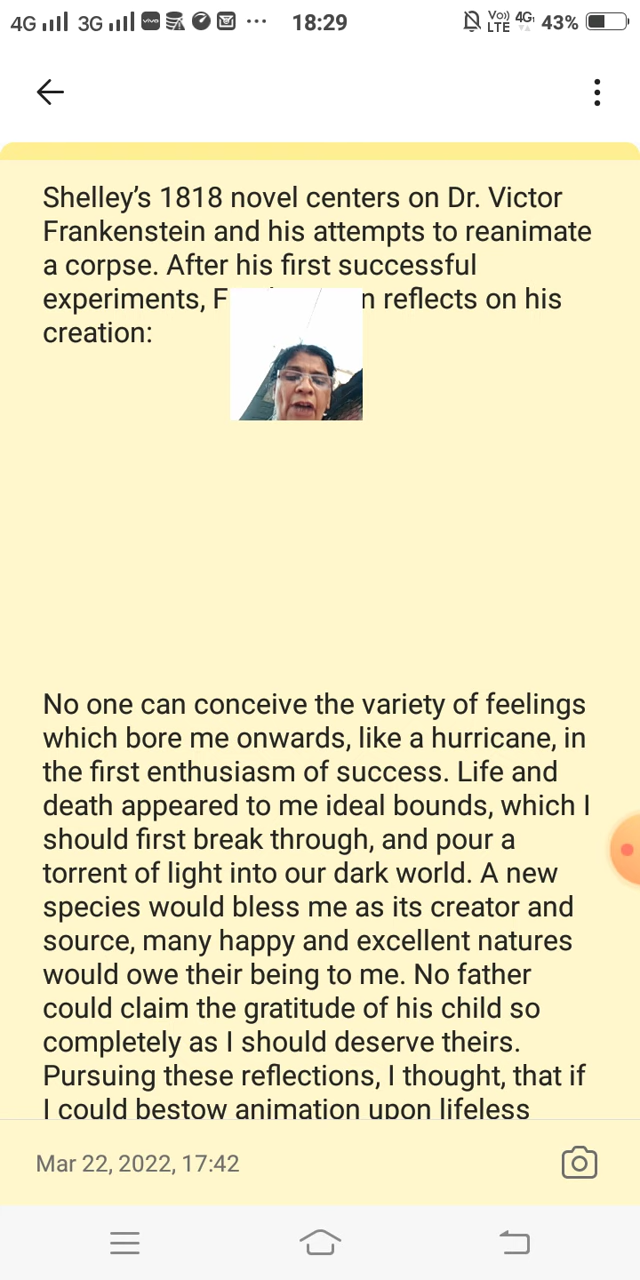 4G 3G vivo ... 18:29 Vo)) LTE 4G 43%
Shelley's 1818 novel centers on Dr. Victor
Frankenstein and his attempts to reanimate
a corpse. After his first successful
experiments, F n reflects on his
creation:
No one can conceive the variety of feelings
which bore me onwards, like a hurricane, in
the first enthusiasm of success. Life and
death appeared to me ideal bounds, which I
should first break through, and pour a
torrent of light into our dark world. A new
species would bless me as its creator and
source, many happy and excellent natures
would owe their being to me. No father
could claim the gratitude of his child so
completely as I should deserve theirs.
Pursuing these reflections, I thought, that if
I could bestow animation upon lifeless
Mar 22, 2022, 17:42